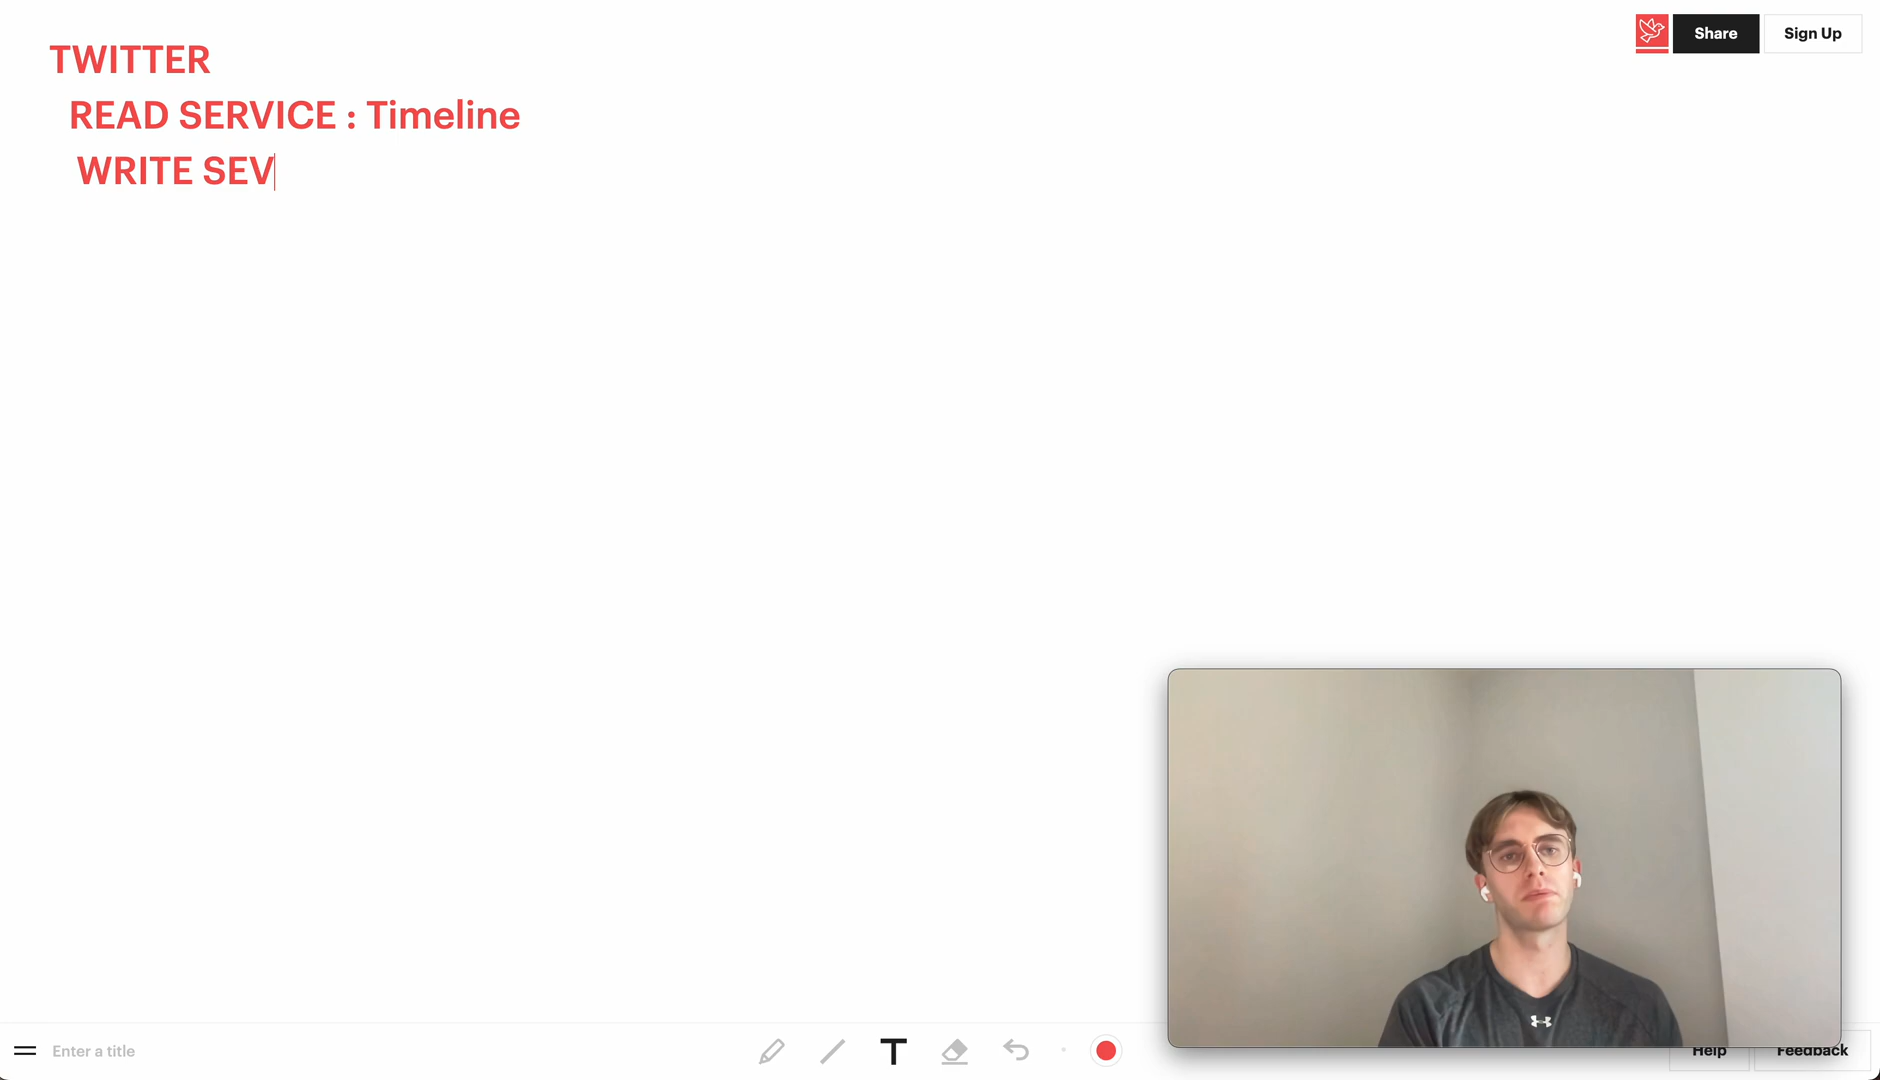 TWITTER
Share
Sign Up
READ SERVICE : Timeline
WRITE SEV
Enter a title
T
Help
Feedback